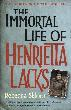 THE IMMORTAL
LIFE OF
HENRIETTA
LACKS
Rebecca Skloot